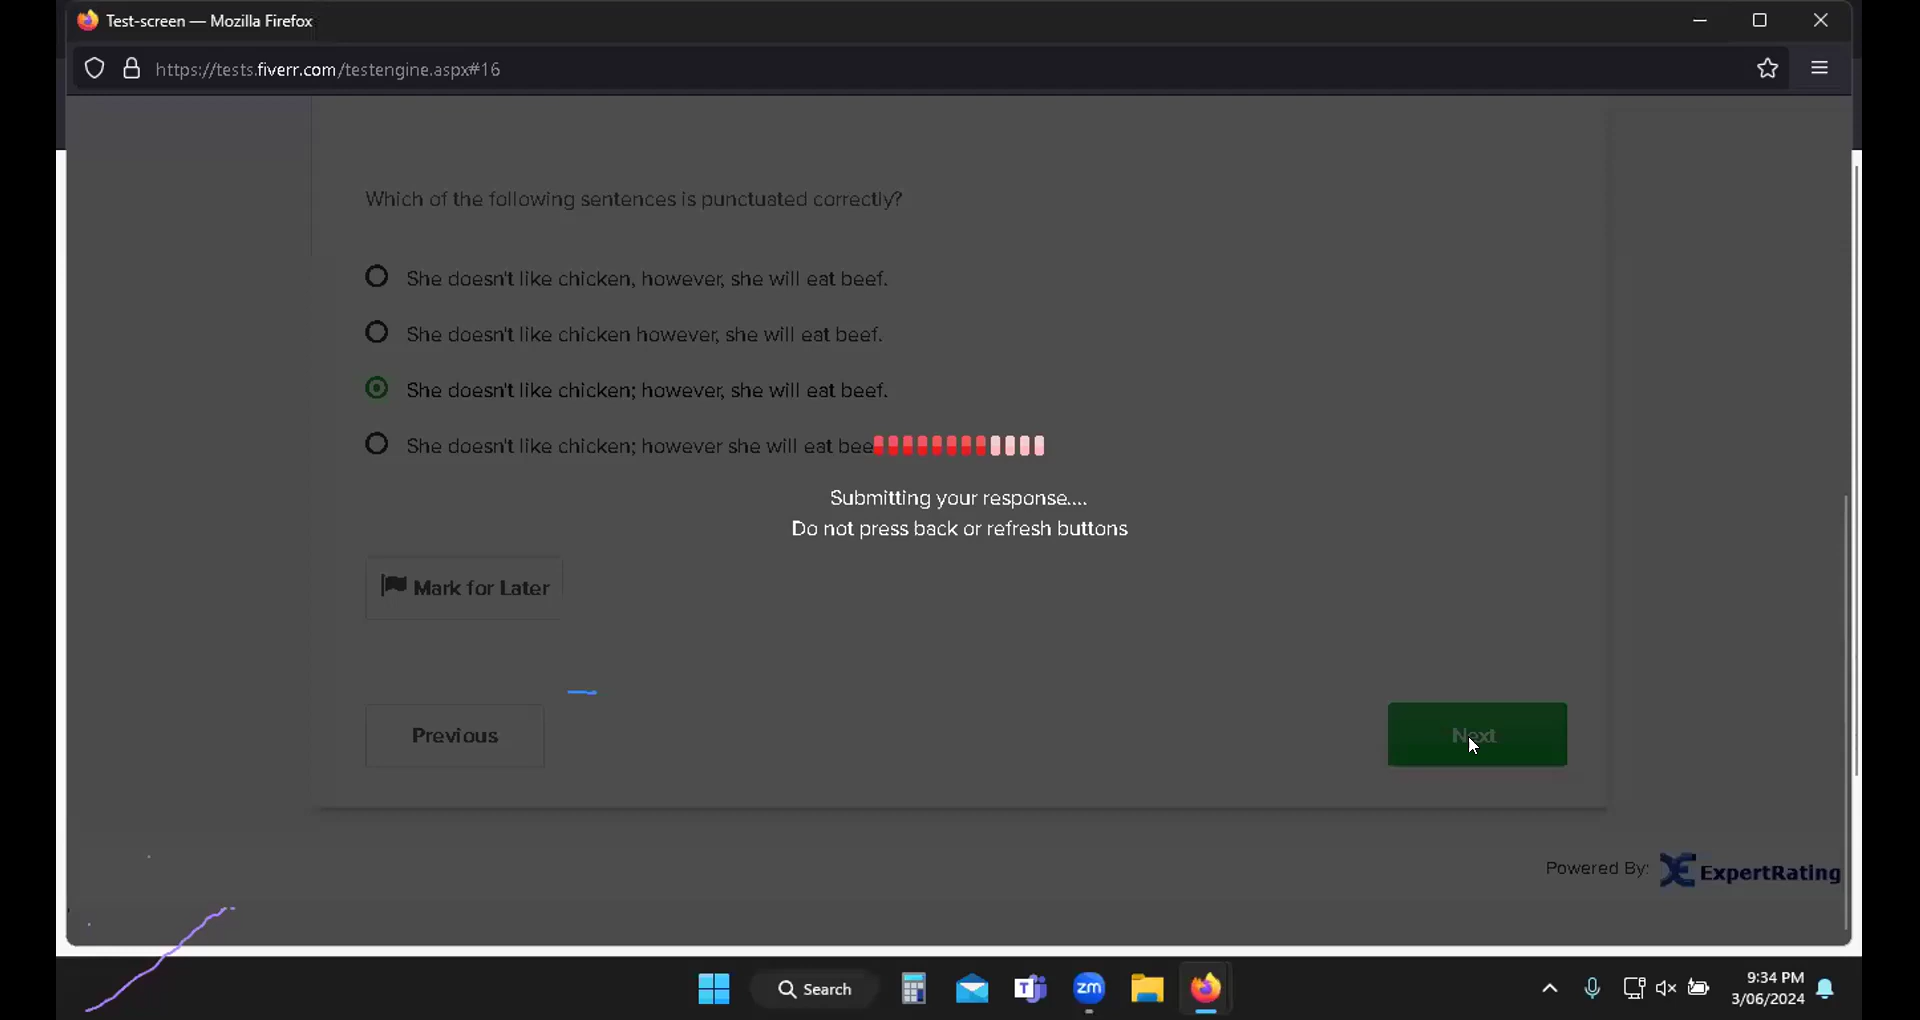 Test-screen — Mozilla Firefox
https://tests.fiverr.com/testengine.aspx#16
Which of the following sentences is punctuated correctly?
She doesn't like chicken, however, she will eat beef.
She doesn't like chicken however, she will eat beef.
She doesn't like chicken; however, she will eat beef.
She doesn't like chicken; however she will eat bee
Submitting your response....
Do not press back or refresh buttons
Mark for Later
Previous
Next
Powered By: ExpertRating
Search
T
zm
9:34 PM
3/06/2024